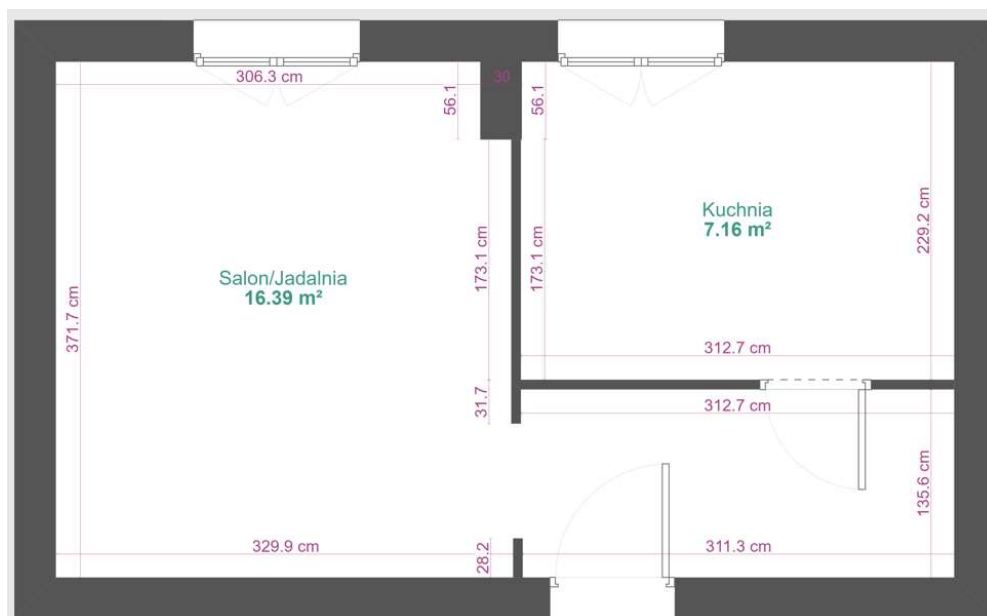 306.3 cm
30
56.1
56.1
Kuchnia
7.16 m²
229.2 cm
173.1 cm
173.1 cm
Salon/Jadalnia
16.39 m²
371.7 cm
312.7 cm
31.7
312.7 cm
135.6 cm
329.9 cm
28.2
311.3 cm